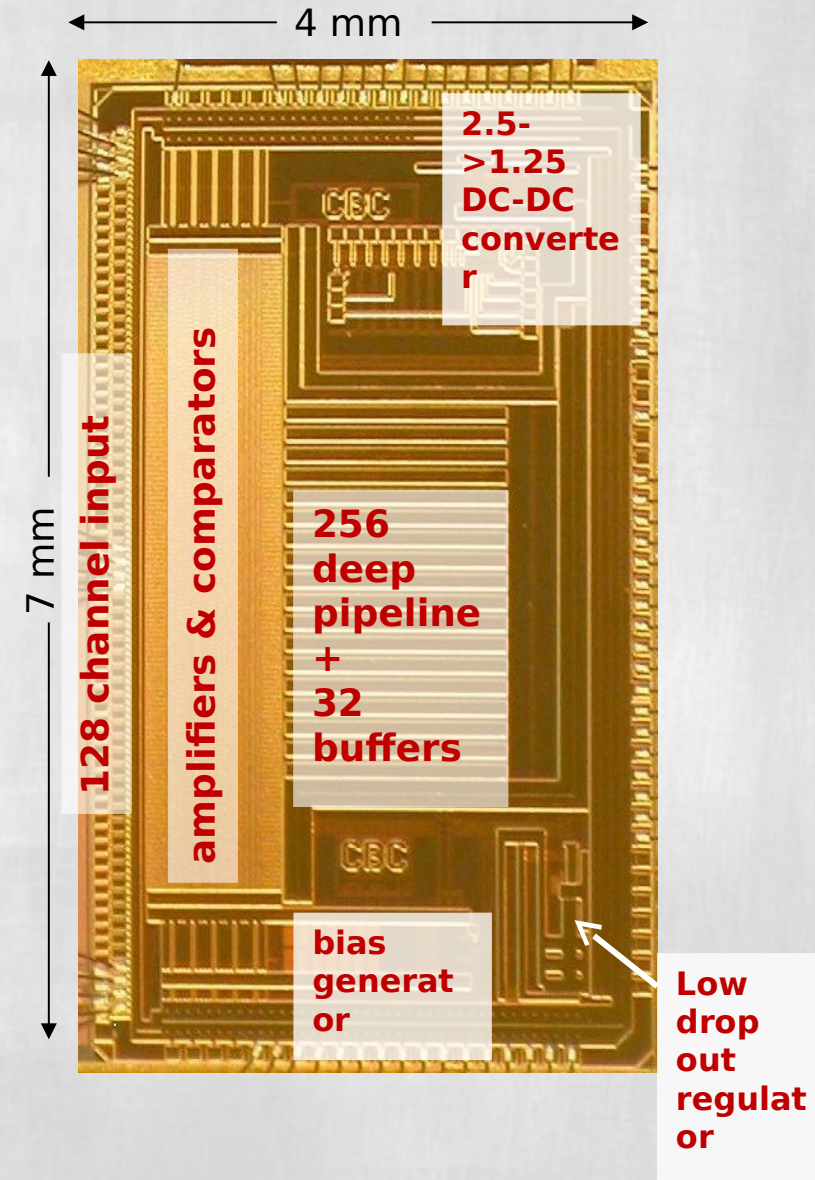 4 mm
2.5-
>1.25
DC-DC
converte
r
CBC
7 mm
128 channel input
amplifiers & comparators
256
deep
pipeline
+
32
buffers
CBC
bias
generat
or
Low
drop
out
regulat
or